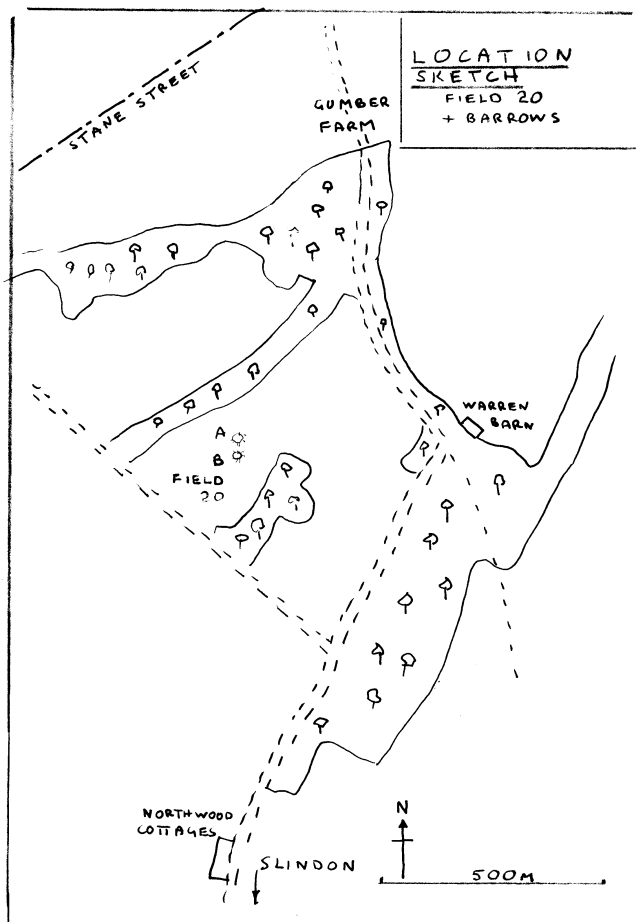 LOCATION
SKETCH
FIELD 20
+ BARROWS
STANE STREET
GUMBER
FARM
WARREN
BARN
A
B
FIELD
20
NORTHWOOD
COTTAGES
SLINDON
N
500M